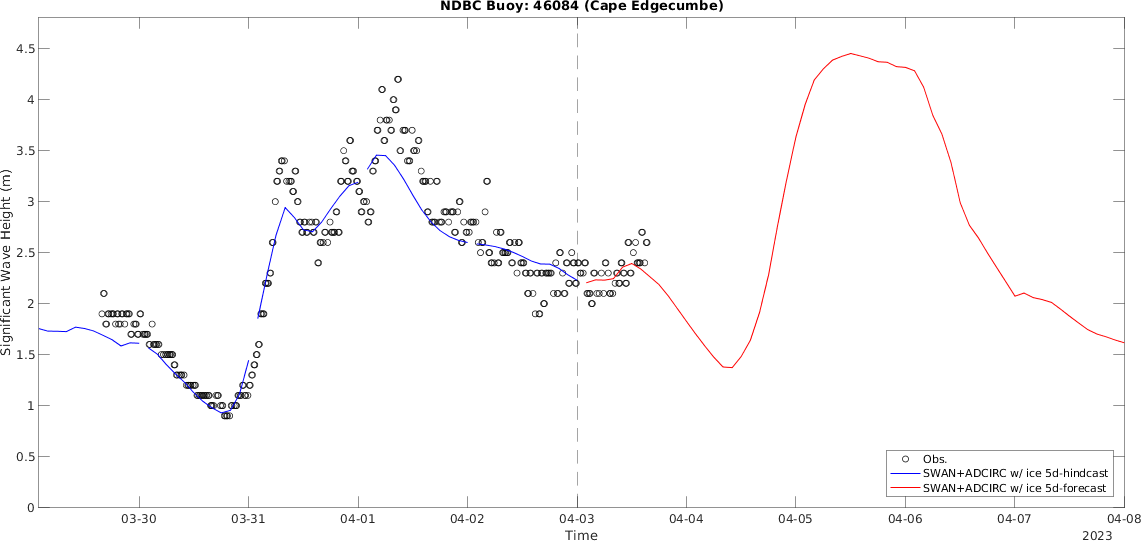 NDBC Buoy: 46084 (Cape Edgecumbe)
Significant Wave Height (m)
4.5
4
3.5
3
2.5
2
1.5
1
0.5
0
03-30 03-31 04-01 04-02 04-03 04-04 04-05 04-06 04-07 04-08
Time
2023
Obs.
SWAN+ADCIRC w/ ice 5d-hindcast
SWAN+ADCIRC w/ ice 5d-forecast